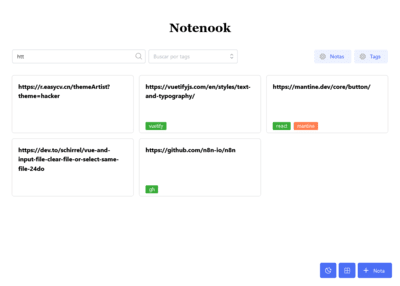 Notenook
htt
Buscar por tags
Notas
Tags
https://r.easycv.cn/themeArtist?
theme=hacker
https://vuetifyjs.com/en/styles/text-
and-typography/
vuetify
https://mantine.dev/core/button/
react
mantine
https://dev.to/schirrel/vue-and-
input-file-clear-file-or-select-same-
file-24do
https://github.com/n8n-io/n8n
gh
Nota